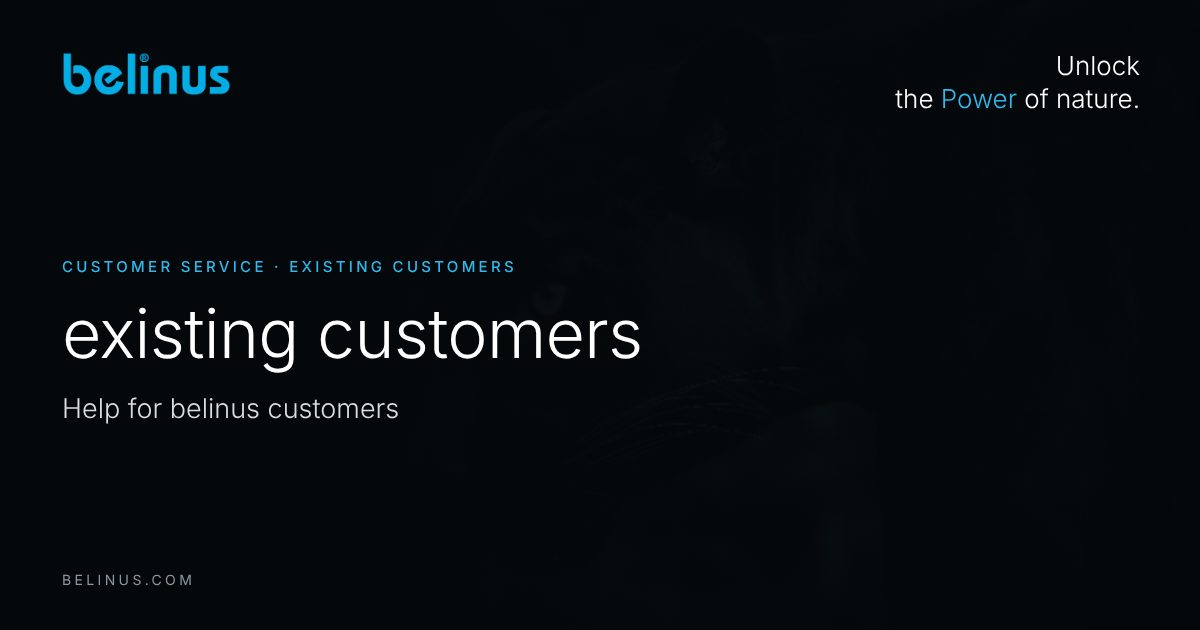 belinus®
Unlock
the Power of nature.
CUSTOMER SERVICE · EXISTING CUSTOMERS
existing customers
Help for belinus customers
BELINUS.COM